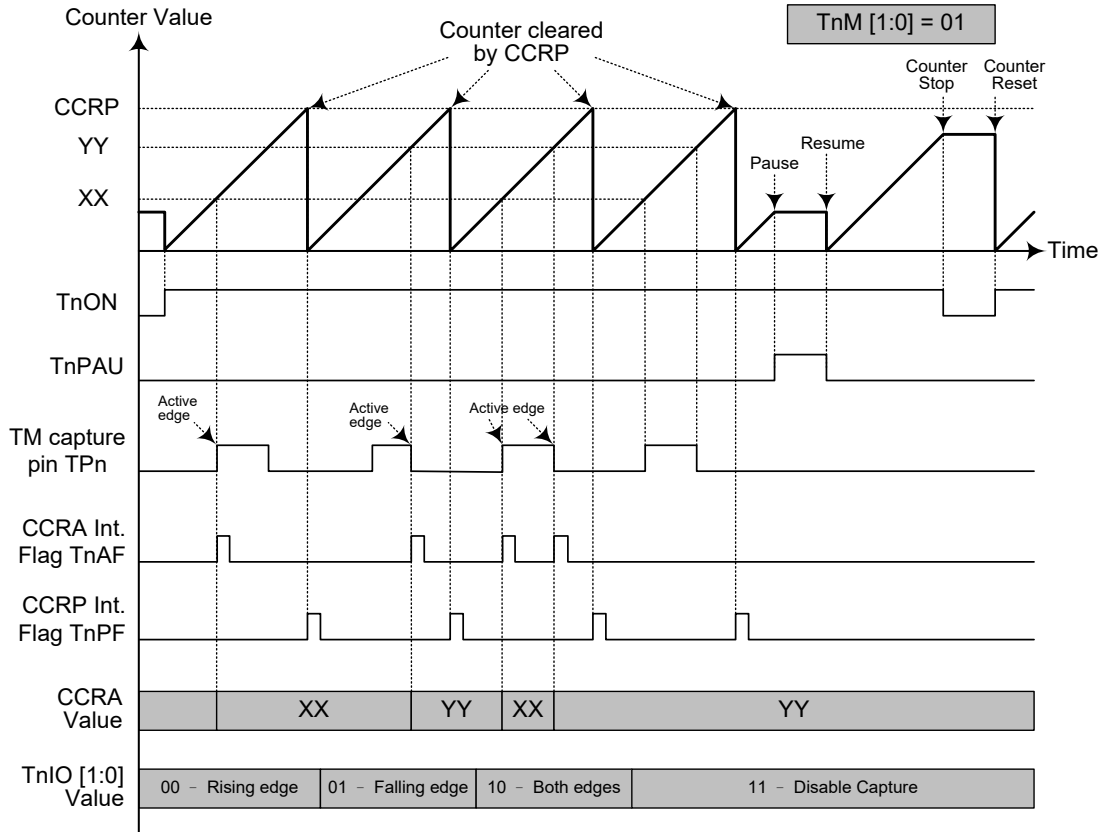 Counter Value
TnM [1:0] = 01
Counter cleared
by CCRP
Counter
Stop
Counter
Reset
CCRP
YY
XX
Pause
Resume
Time
TnON
TnPAU
Active
edge
Active
edge
Active edge
TM capture
pin TPn
CCRA Int.
Flag TnAF
CCRP Int.
Flag TnPF
CCRA
Value
XX
YY
XX
YY
TnIO [1:0]
Value
00 – Rising edge
01 – Falling edge
10 – Both edges
11 – Disable Capture